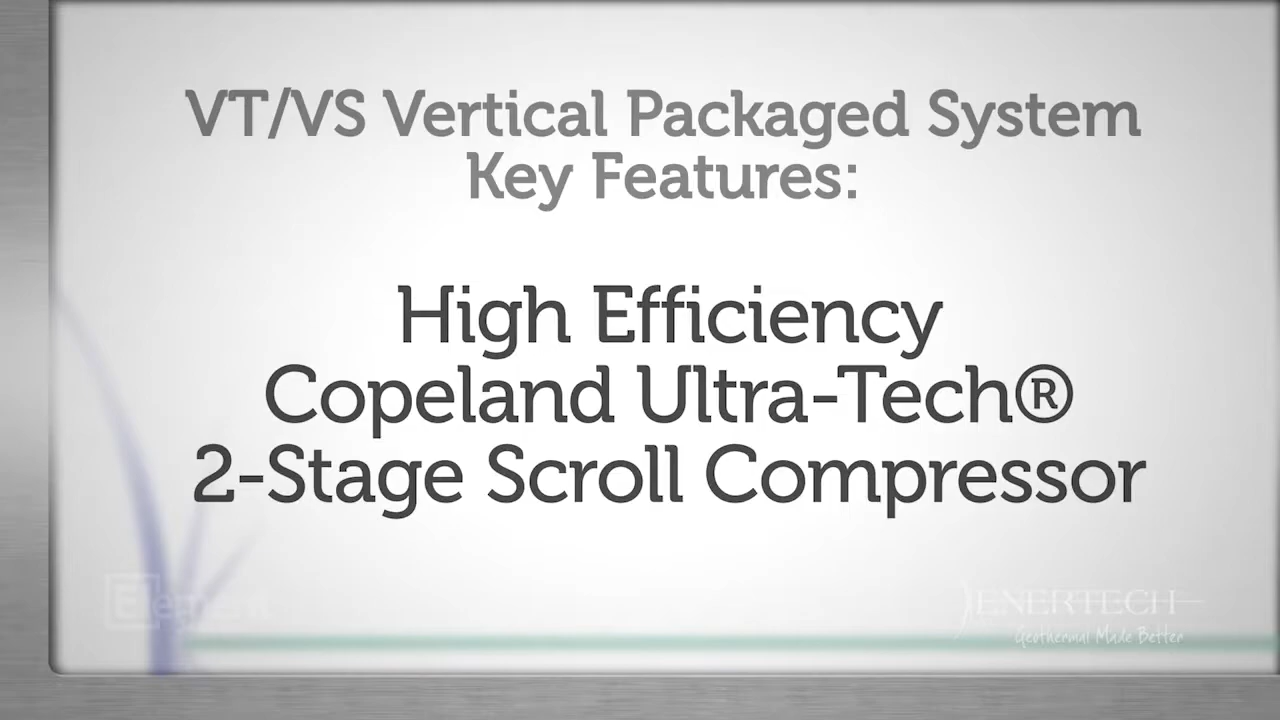 VT/VS Vertical Packaged System
Key Features:
High Efficiency
Copeland Ultra-Tech®
2-Stage Scroll Compressor
Element
ENERTECH
Geothermal Made Better